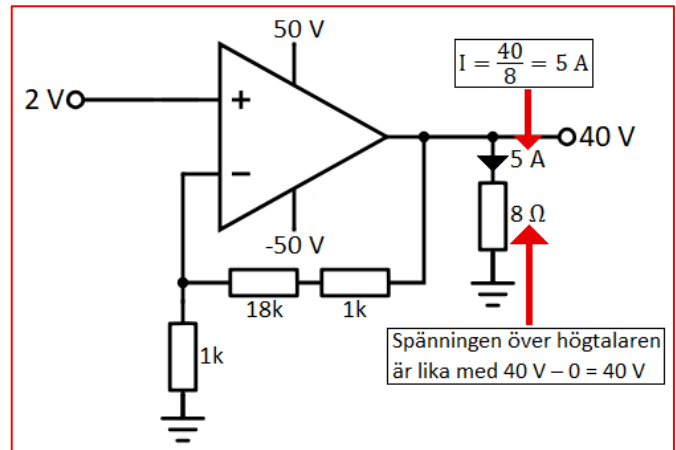 50 V
I = 40/8 = 5 A
2 V
+
40 V
5 A
−
8 Ω
-50 V
18k
1k
1k
Spänningen över högtalaren
är lika med 40 V – 0 = 40 V